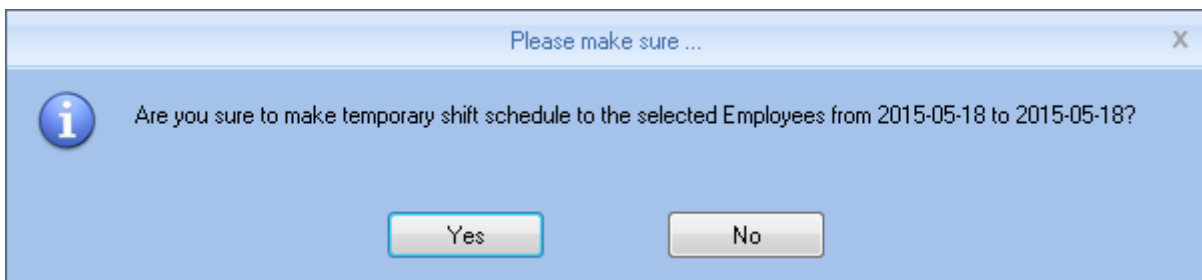 Please make sure ...
X
Are you sure to make temporary shift schedule to the selected Employees from 2015-05-18 to 2015-05-18?
Yes
No